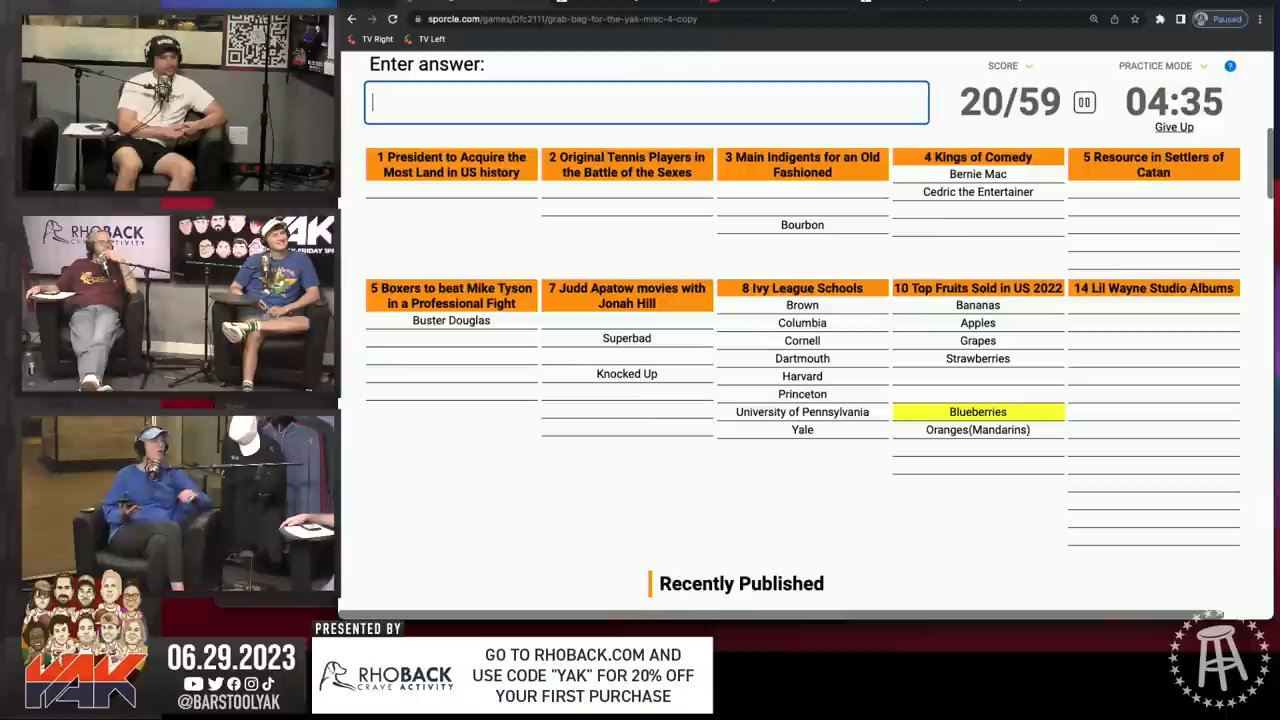 sporcle.com/games/Dfc2111/grab-bag-for-the-yak-misc-4-copy
Paused
TV Right
TV Left
Enter answer:
SCORE
PRACTICE MODE
?
20/59
04:35
Give Up
1 President to Acquire the
Most Land in US history
2 Original Tennis Players in
the Battle of the Sexes
3 Main Indigents for an Old
Fashioned
Bourbon
4 Kings of Comedy
Bernie Mac
Cedric the Entertainer
5 Resource in Settlers of
Catan
5 Boxers to beat Mike Tyson
in a Professional Fight
Buster Douglas
7 Judd Apatow movies with
Jonah Hill
Superbad
Knocked Up
8 Ivy League Schools
Brown
Columbia
Cornell
Dartmouth
Harvard
Princeton
University of Pennsylvania
Yale
10 Top Fruits Sold in US 2022
Bananas
Apples
Grapes
Strawberries
Blueberries
Oranges(Mandarins)
14 Lil Wayne Studio Albums
Recently Published
RHOBACK
CRAVE ACTIVITY
YAK
YAK
06.29.2023
@BARSTOOLYAK
PRESENTED BY
RHOBACK
CRAVE ACTIVITY
GO TO RHOBACK.COM AND
USE CODE "YAK" FOR 20% OFF
YOUR FIRST PURCHASE